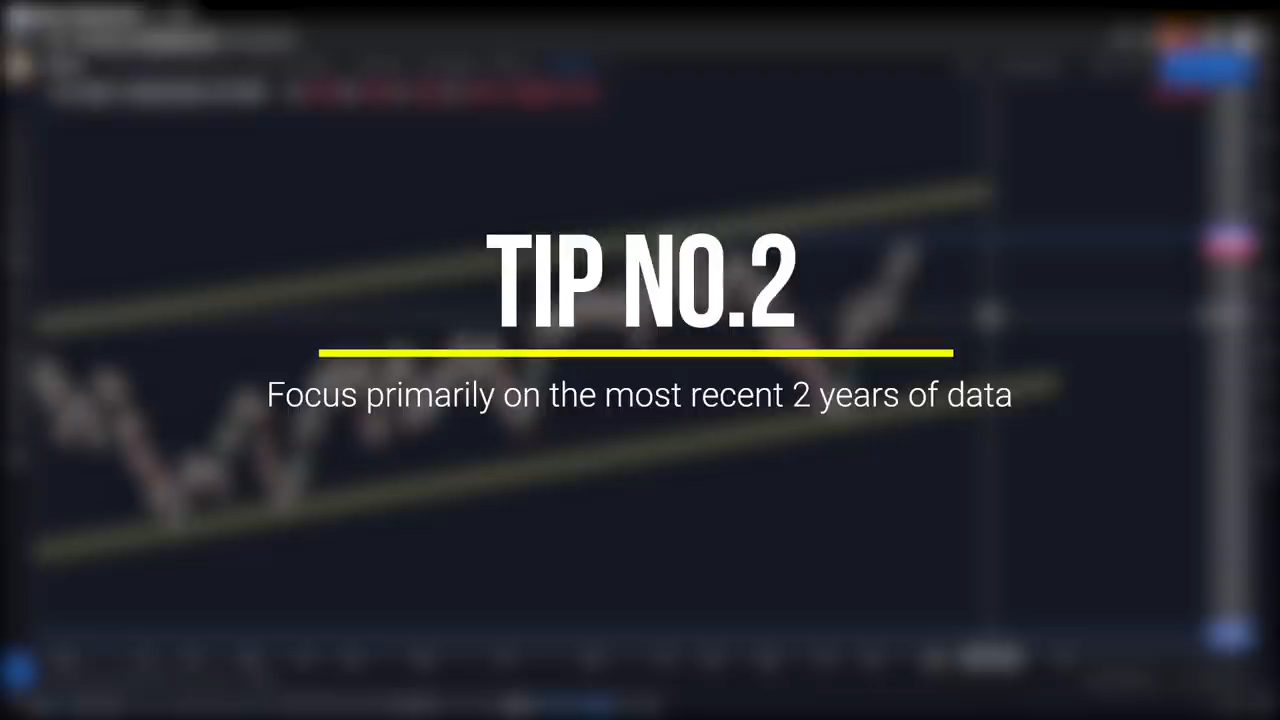 TIP NO.2
Focus primarily on the most recent 2 years of data